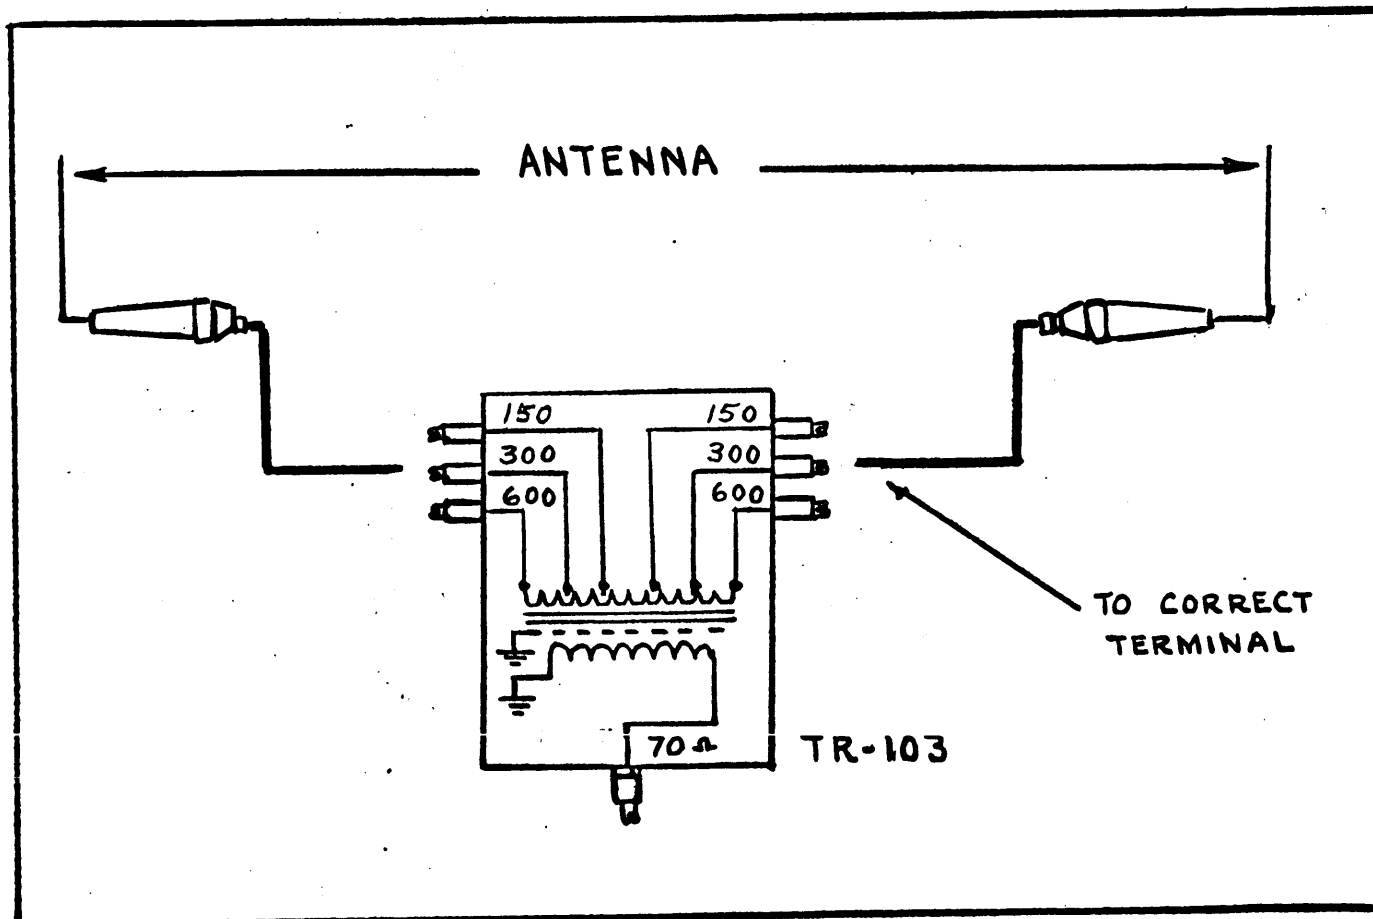 ANTENNA
150 150
300 300
600 600
TO CORRECT
TERMINAL
70 Ω TR-103